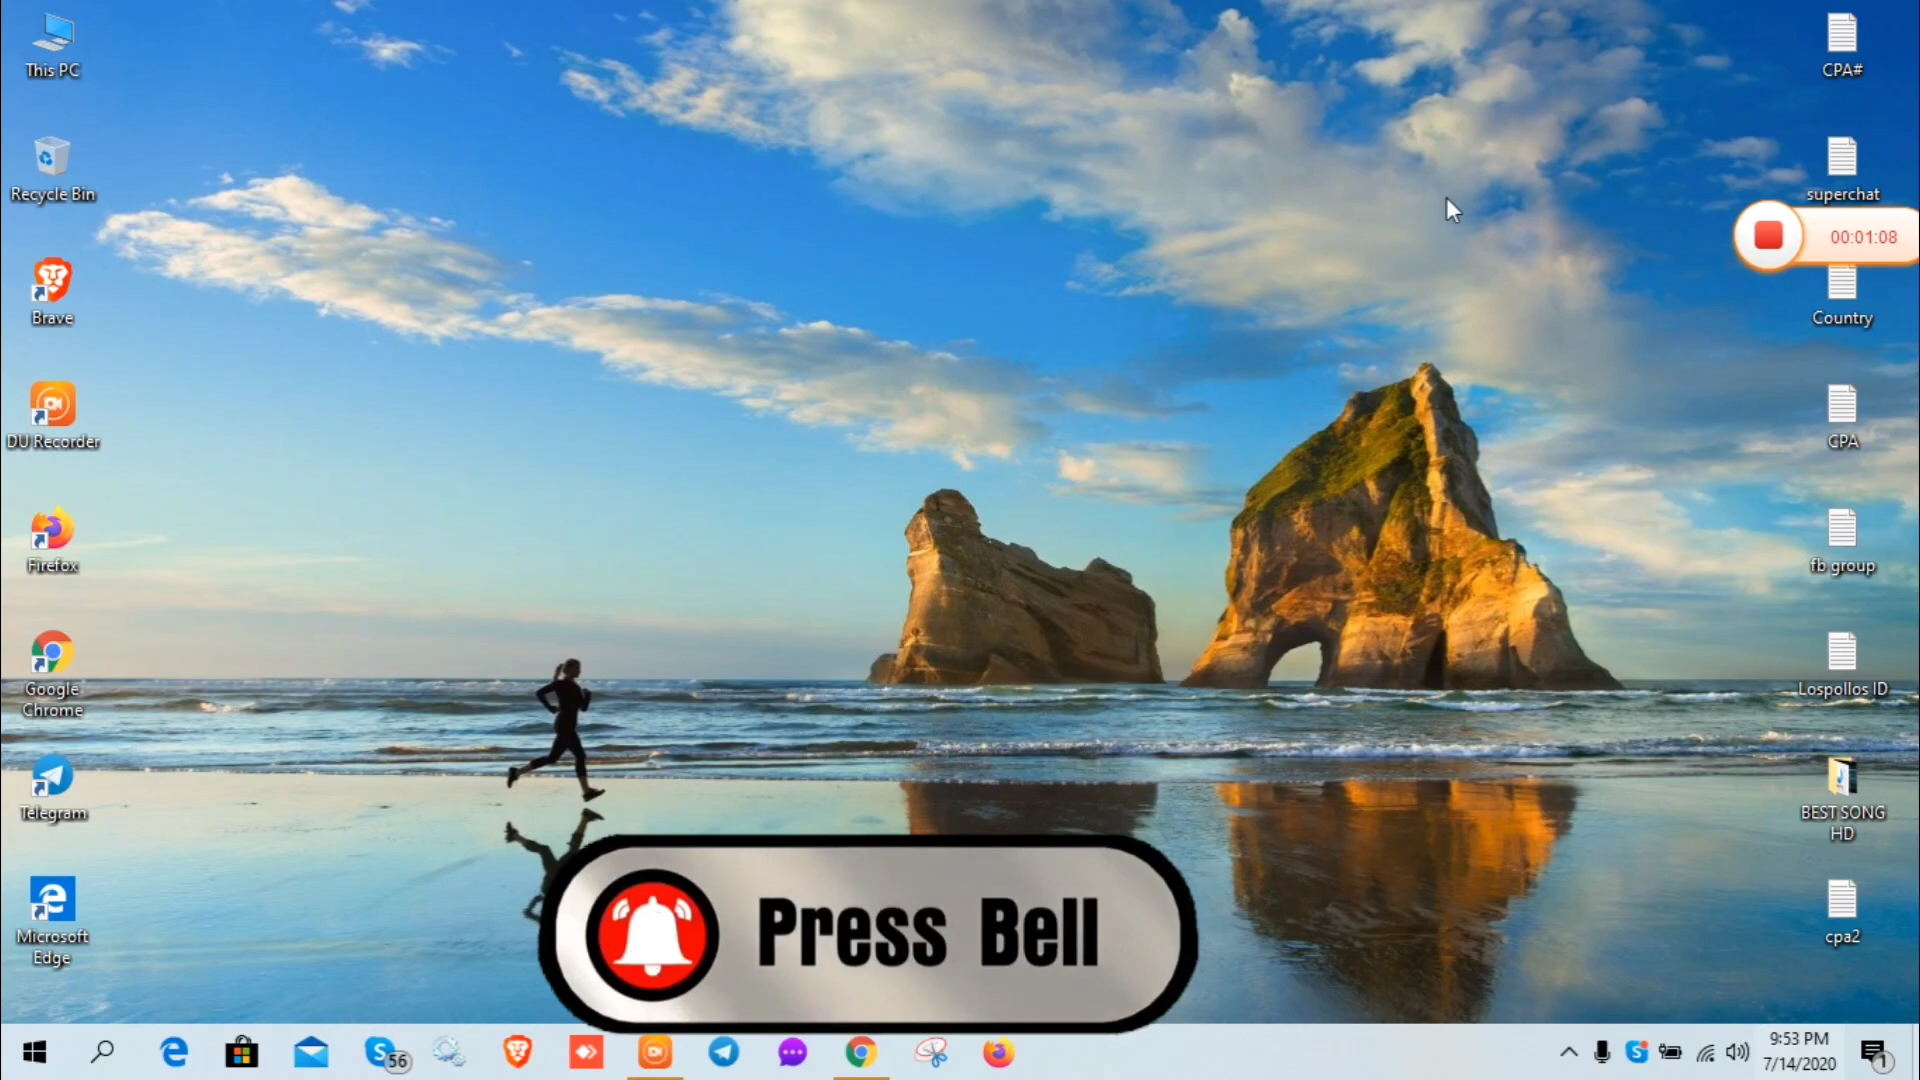 This PC
Recycle Bin
Brave
DU Recorder
Firefox
Google
Chrome
Telegram
Microsoft
Edge
CPA#
superchat
00:01:08
Country
CPA
fb group
Lospollos ID
BEST SONG
HD
cpa2
Press Bell
56
9:53 PM
7/14/2020
1